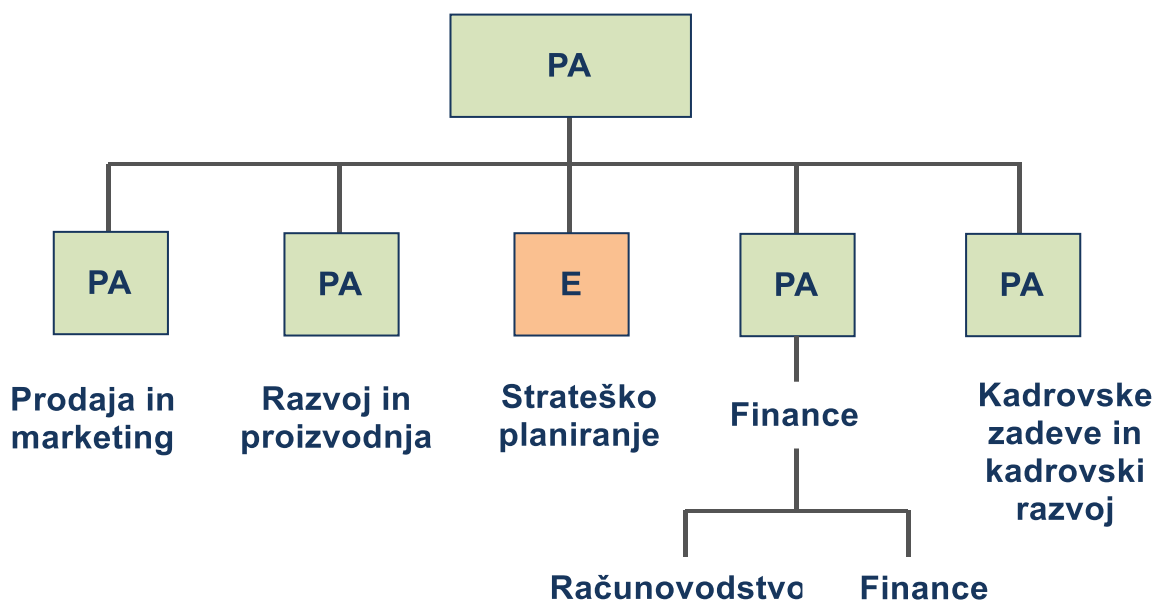 PA
PA
PA
E
PA
PA
Prodaja in
marketing
Razvoj in
proizvodnja
Strateško
planiranje
Finance
Kadrovske
zadeve in
kadrovski
razvoj
Računovodstvo
Finance